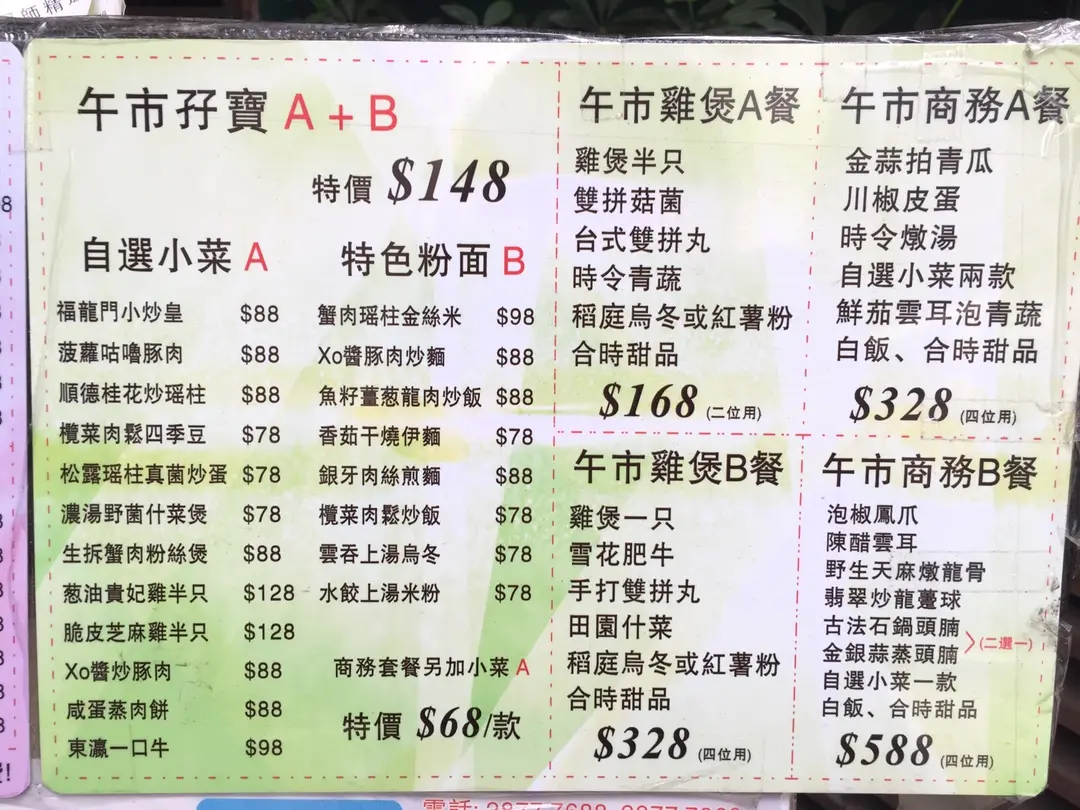 師精
午市孖寶 A + B
特價 $148
自選小菜 A
福龍門小炒皇 $88
菠蘿咕嚕豚肉 $88
順德桂花炒瑤柱 $88
欖菜肉鬆四季豆 $78
松露瑤柱真菌炒蛋 $78
濃湯野菌什菜煲 $78
生拆蟹肉粉絲煲 $88
葱油貴妃雞半只 $128
脆皮芝麻雞半只 $128
Xo醬炒豚肉 $88
咸蛋蒸肉餅 $88
東瀛一口牛 $98
特色粉面 B
蟹肉瑶柱金絲米 $98
Xo醬豚肉炒麵 $88
魚籽薑葱龍肉炒飯 $88
香茹干燒伊麵 $78
銀牙肉絲煎麵 $88
欖菜肉鬆炒飯 $78
雲吞上湯烏冬 $78
水餃上湯米粉 $78
商務套餐另加小菜 A
特價 $68/款
午市雞煲A餐
雞煲半只
雙拼菇菌
台式雙拼丸
時令青蔬
稻庭烏冬或紅薯粉
合時甜品
$168 (二位用)
午市雞煲B餐
雞煲一只
雪花肥牛
手打雙拼丸
田園什菜
稻庭烏冬或紅薯粉
合時甜品
$328 (四位用)
午市商務A餐
金蒜拍青瓜
川椒皮蛋
時令燉湯
自選小菜兩款
鮮茄雲耳泡青蔬
白飯、合時甜品
$328 (四位用)
午市商務B餐
泡椒鳳爪
陳醋雲耳
野生天麻燉龍骨
翡翠炒龍躉球
古法石鍋頭腩
金銀蒜蒸頭腩
(二選一)
自選小菜一款
白飯、合時甜品
$588 (四位用)